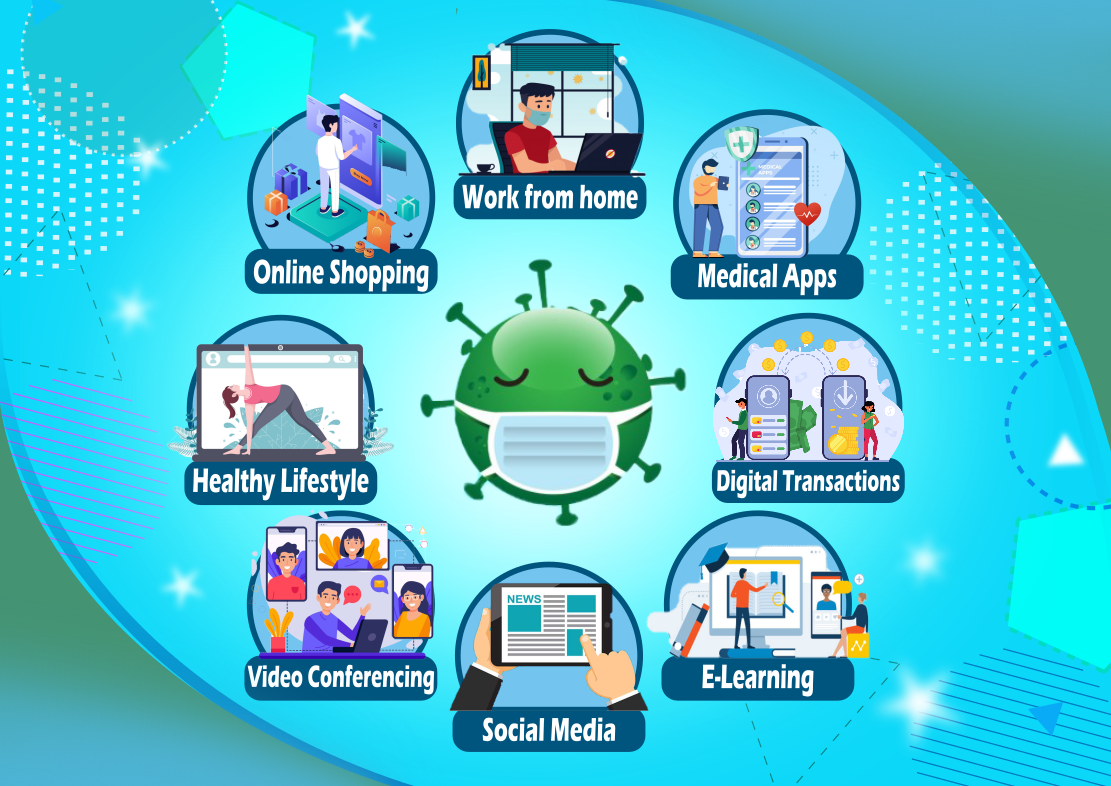 Work from home
Online Shopping
MEDICAL
APPS
Medical Apps
Healthy Lifestyle
Digital Transactions
Video Conferencing
NEWS
Social Media
E-Learning